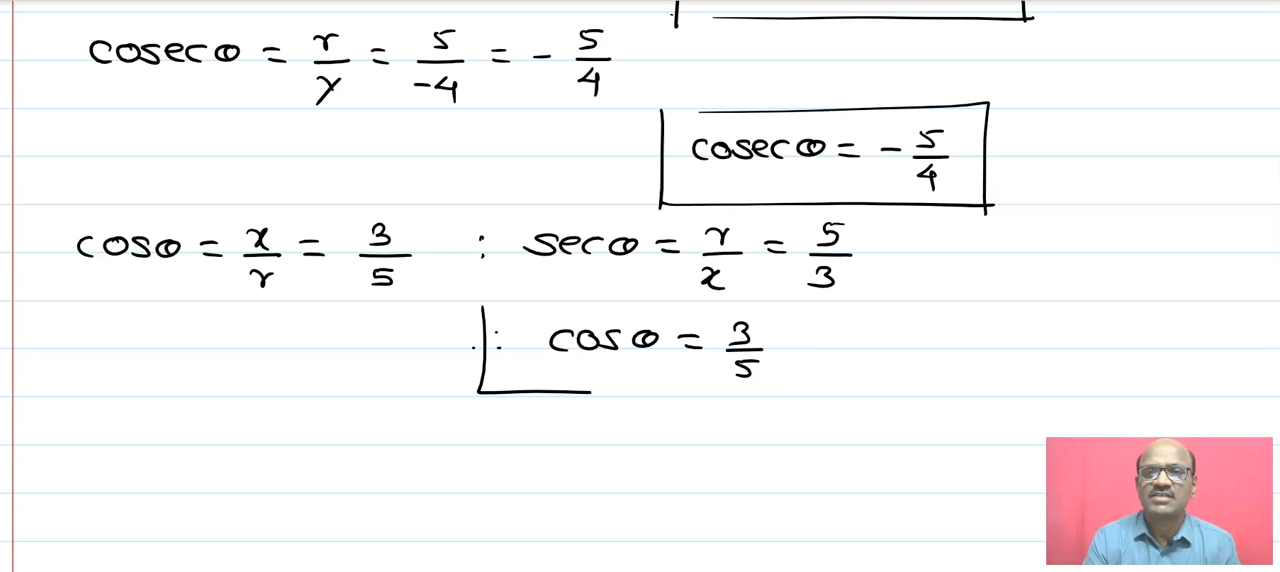 cosecθ = r/y = 5/-4 = - 5/4
cosecθ = - 5/4
cosθ = x/r = 3/5 : secθ = r/x = 5/3
∴ cosθ = 3/5